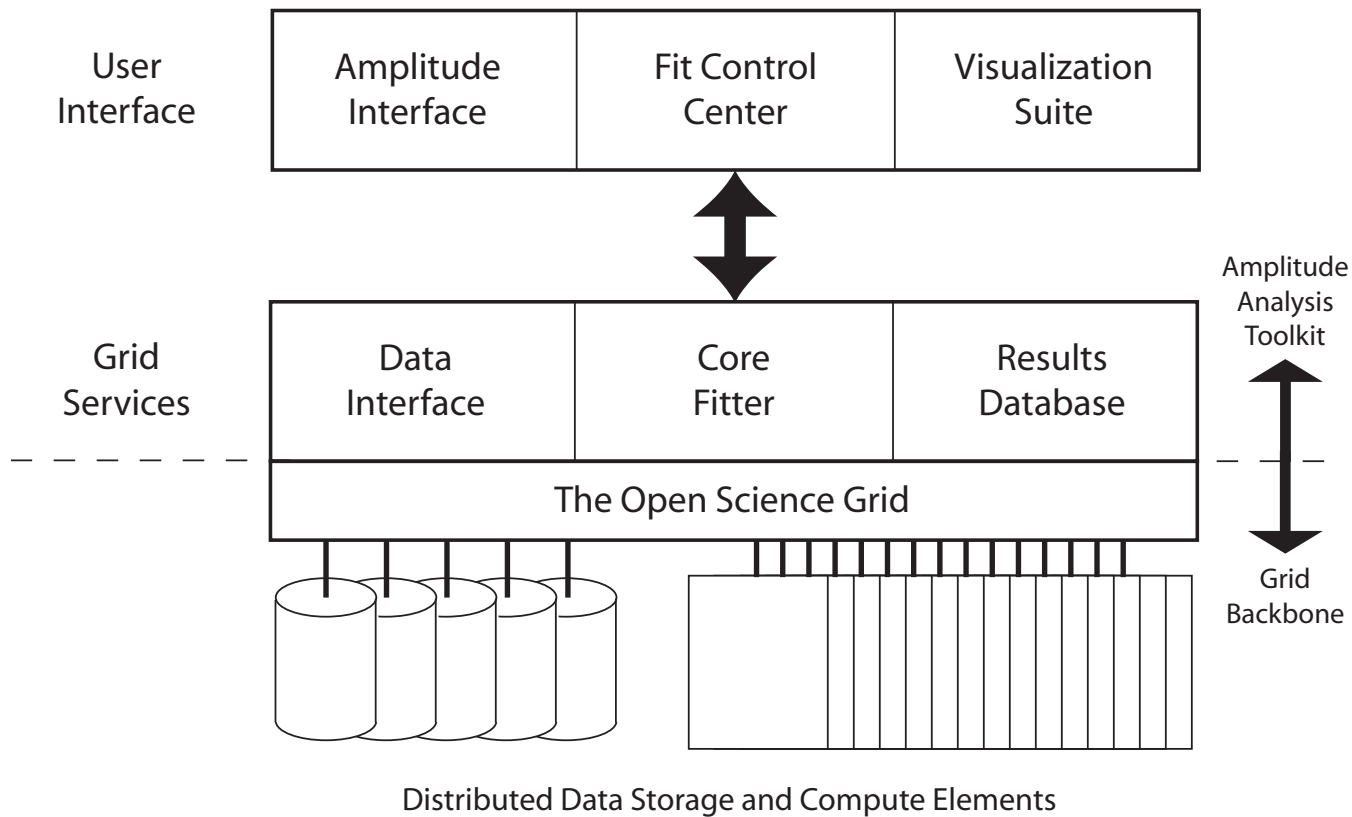 User
Interface
Amplitude
Interface
Fit Control
Center
Visualization
Suite
Amplitude
Analysis
Toolkit
Grid
Services
Data
Interface
Core
Fitter
Results
Database
The Open Science Grid
Grid
Backbone
Distributed Data Storage and Compute Elements